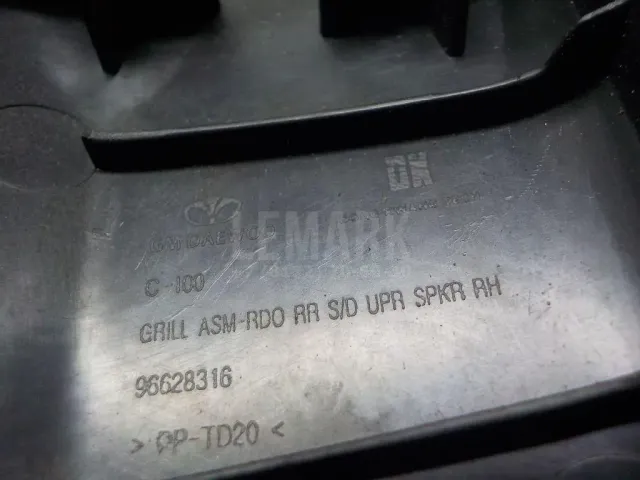 LEMARK
C-100
GRILL ASM-RDO RR S/D UPR SPKR RH
96628316
> PP-TD20 <